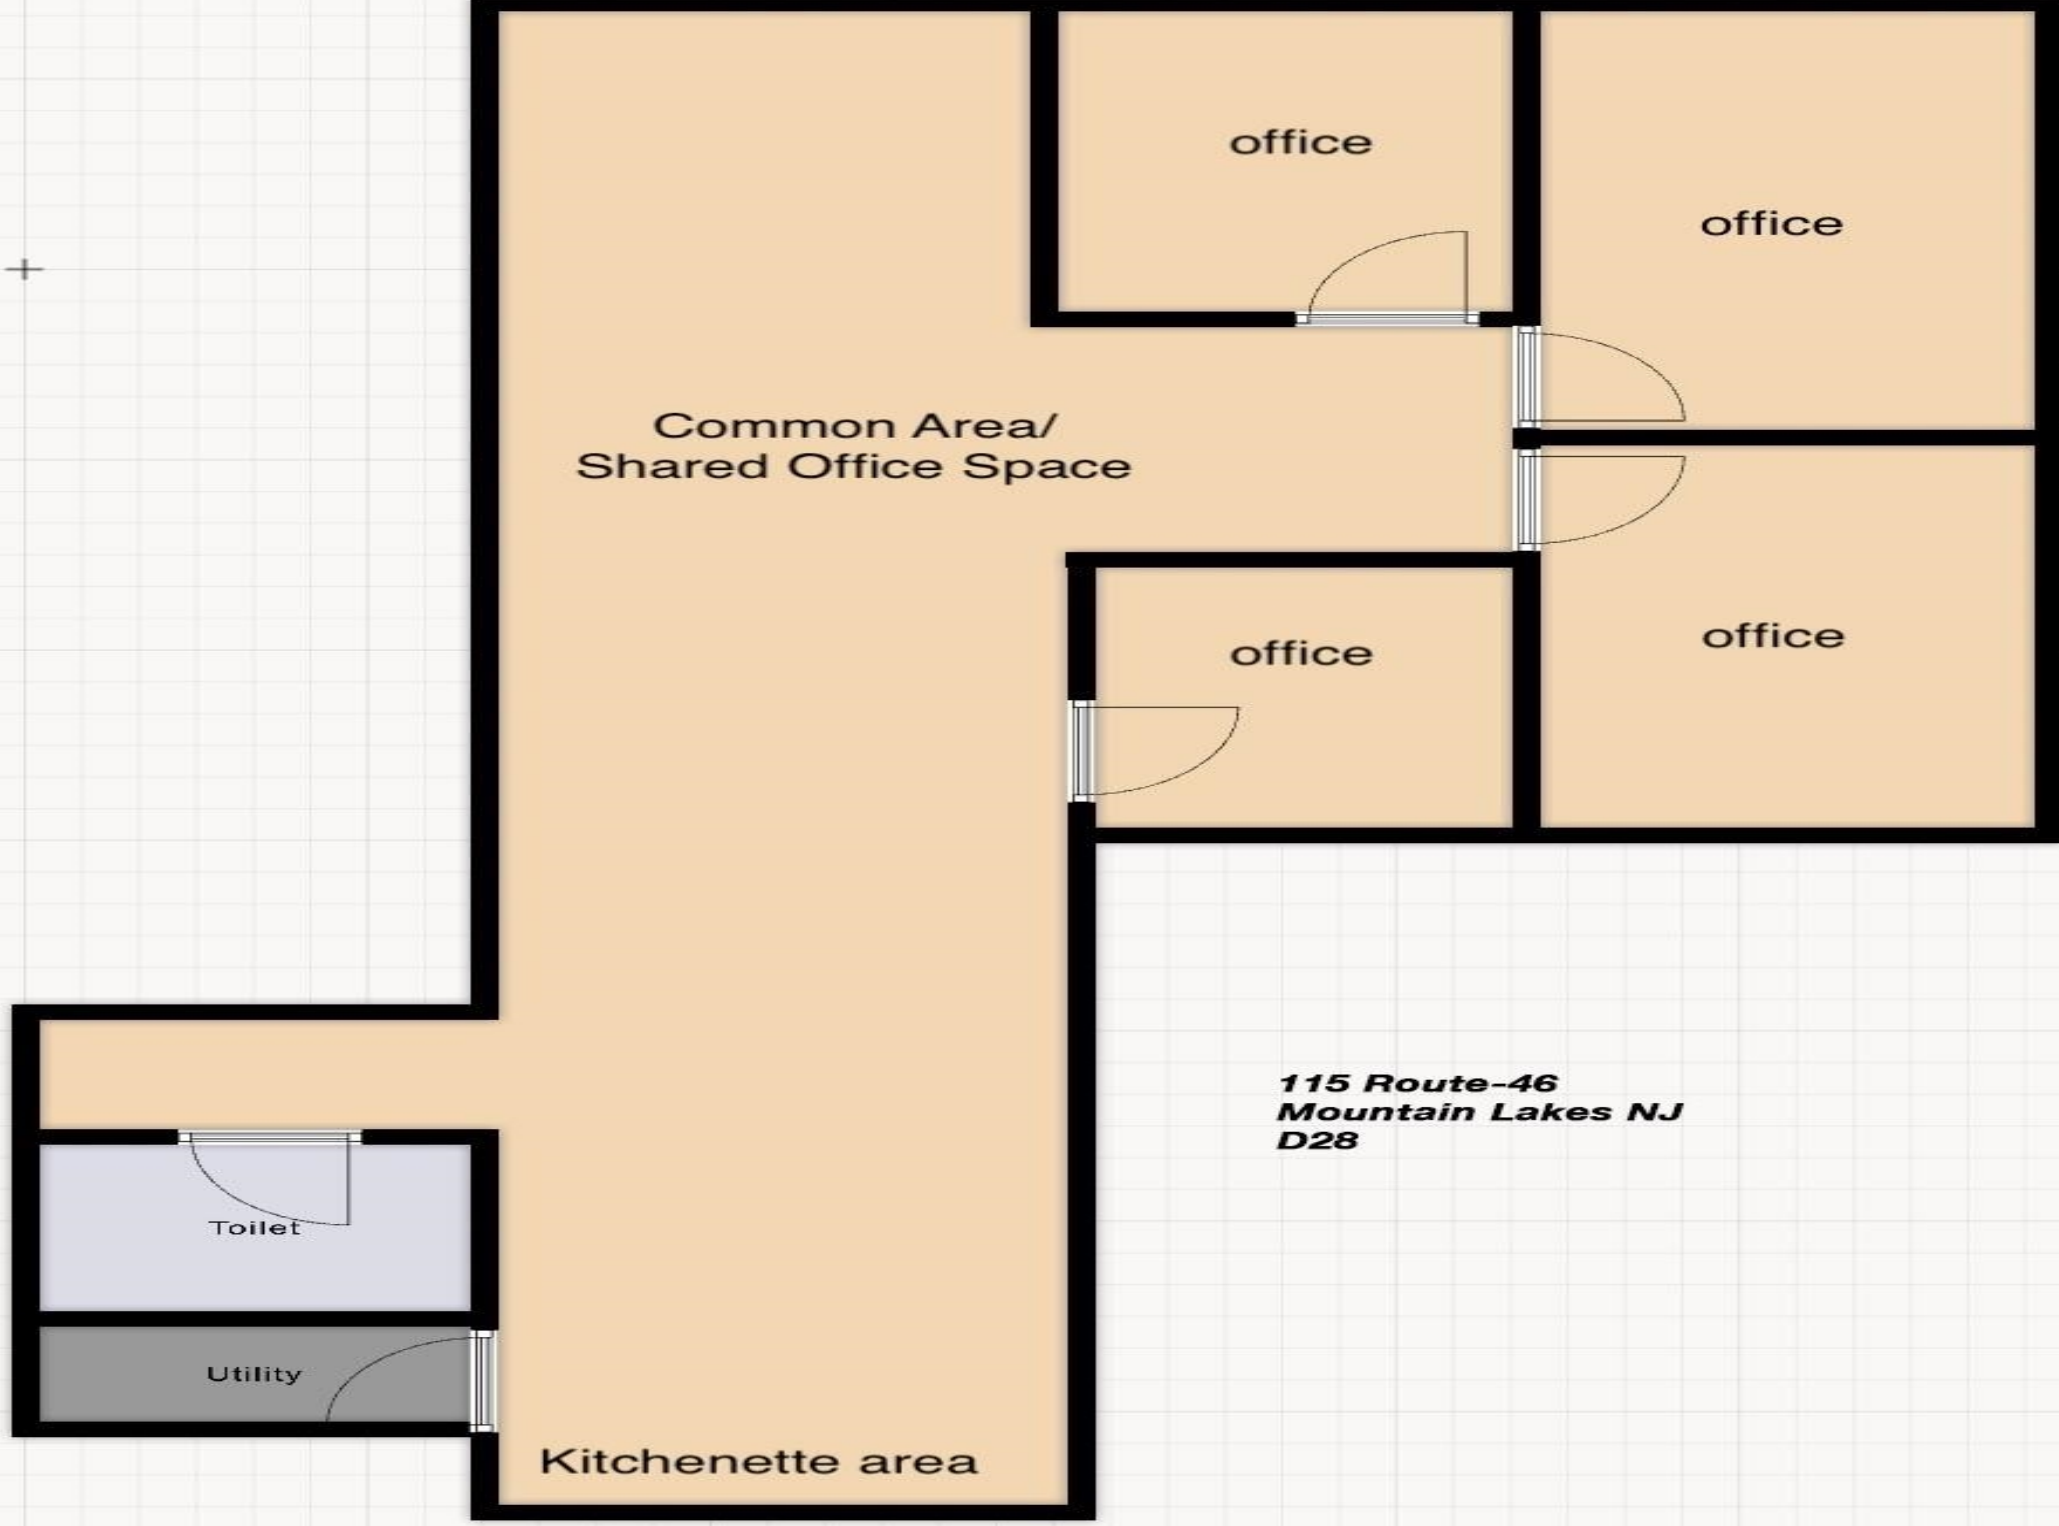 office
office
Common Area/
Shared Office Space
office
office
115 Route-46
Mountain Lakes NJ
D28
Toilet
Utility
Kitchenette area